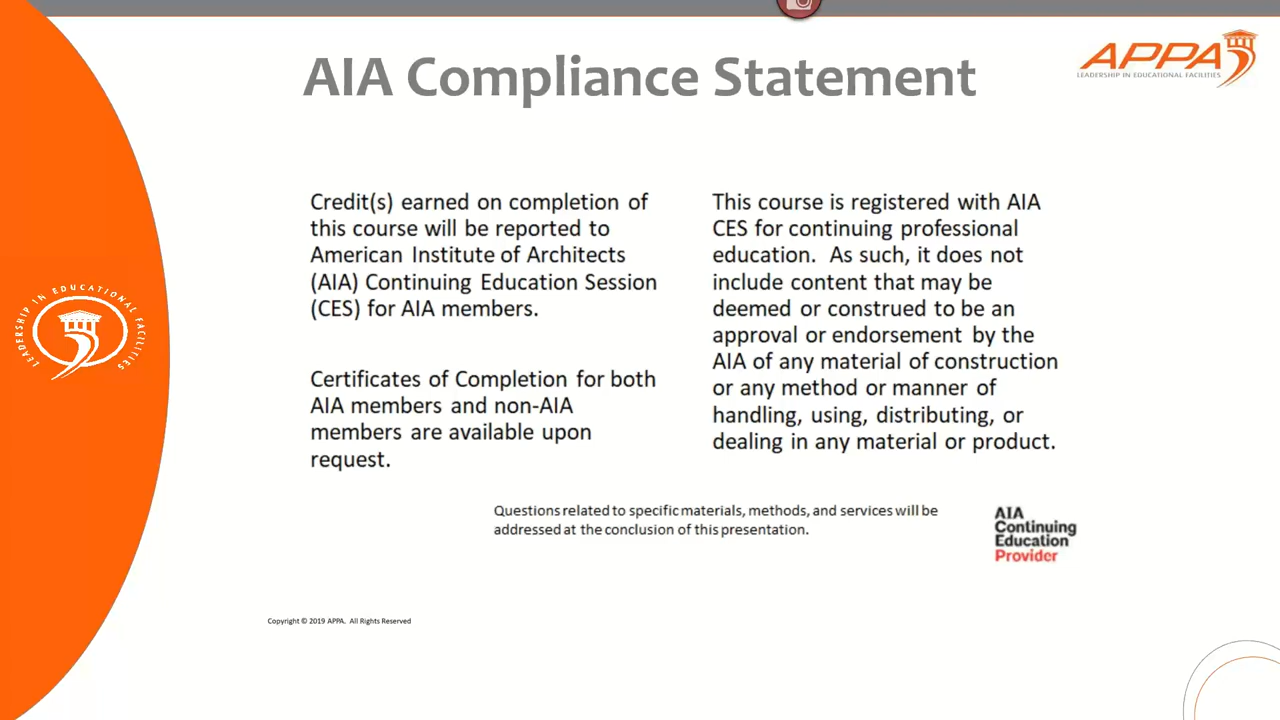 AIA Compliance Statement
APPA
LEADERSHIP IN EDUCATIONAL FACILITIES
Credit(s) earned on completion of
this course will be reported to
American Institute of Architects
(AIA) Continuing Education Session
(CES) for AIA members.
Certificates of Completion for both
AIA members and non-AIA
members are available upon
request.
This course is registered with AIA
CES for continuing professional
education. As such, it does not
include content that may be
deemed or construed to be an
approval or endorsement by the
AIA of any material of construction
or any method or manner of
handling, using, distributing, or
dealing in any material or product.
LEADERSHIP IN EDUCATIONAL FACILITIES
Questions related to specific materials, methods, and services will be
addressed at the conclusion of this presentation.
AIA
Continuing
Education
Provider
Copyright © 2019 APPA. All Rights Reserved